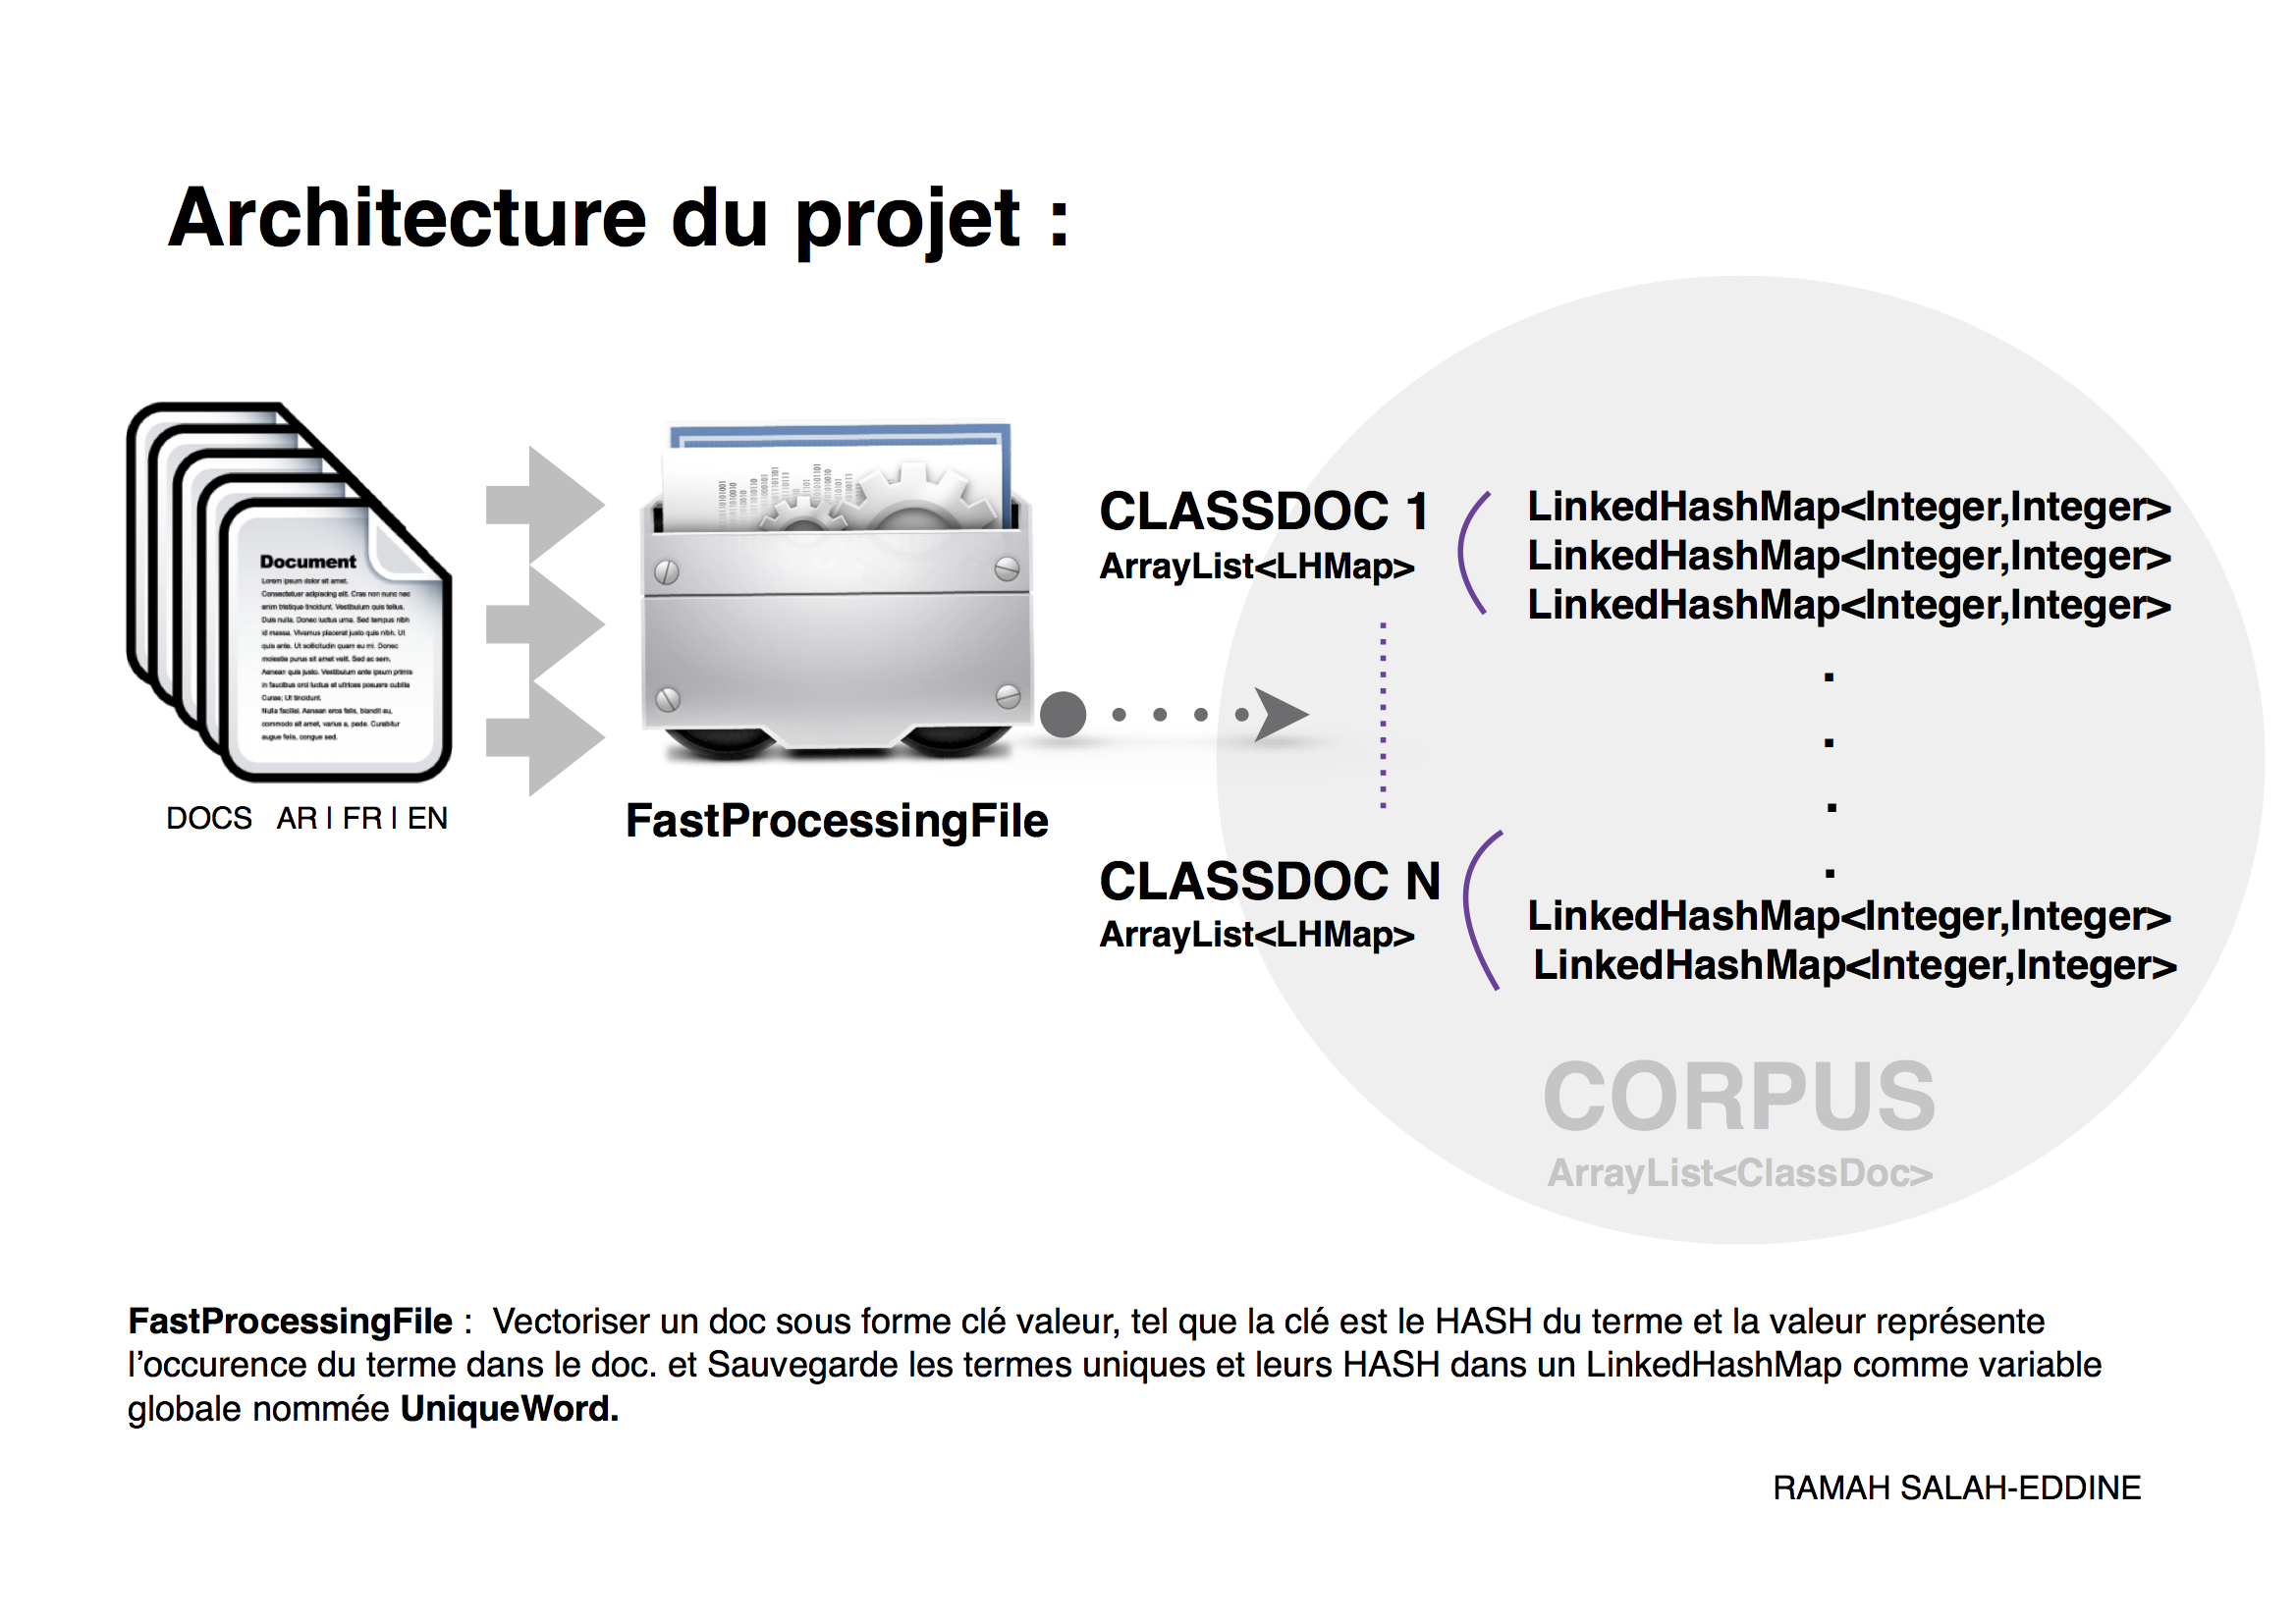 Architecture du projet :
Document
Lorem ipsum dolor sit amet.
Consectetuer adipiscing elit. Cras non nunc nec
enim tristique tincidunt. Vestibulum quis tellus.
Duis nulla. Donec luctus urna. Sed tempus nibh
id massa. Vivamus placerat justo quis nibh. Ut
quis ante. Ut sollicitudin quam eu mi. Donec
molestie purus sit amet velit. Sed ac sem.
Aenean quis justo. Vestibulum ante ipsum primis
in faucibus orci luctus et ultrices posuere cubilia
Curae; Ut tincidunt.
Nulla facilisi. Aenean eros felis, blandit eu,
commodo sit amet, varius a, pede. Curabitur
augue felis, congue sed.
DOCS AR | FR | EN
FastProcessingFile
CLASSDOC 1
ArrayList<LHMap>
LinkedHashMap<Integer,Integer>
LinkedHashMap<Integer,Integer>
LinkedHashMap<Integer,Integer>
.
.
.
.
CLASSDOC N
ArrayList<LHMap>
LinkedHashMap<Integer,Integer>
LinkedHashMap<Integer,Integer>
CORPUS
ArrayList<ClassDoc>
FastProcessingFile : Vectoriser un doc sous forme clé valeur, tel que la clé est le HASH du terme et la valeur représente
l’occurence du terme dans le doc. et Sauvegarde les termes uniques et leurs HASH dans un LinkedHashMap comme variable
globale nommée UniqueWord.
RAMAH SALAH-EDDINE